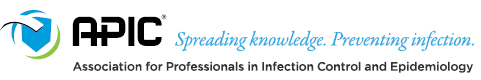 APIC® Spreading knowledge. Preventing infection.
Association for Professionals in Infection Control and Epidemiology